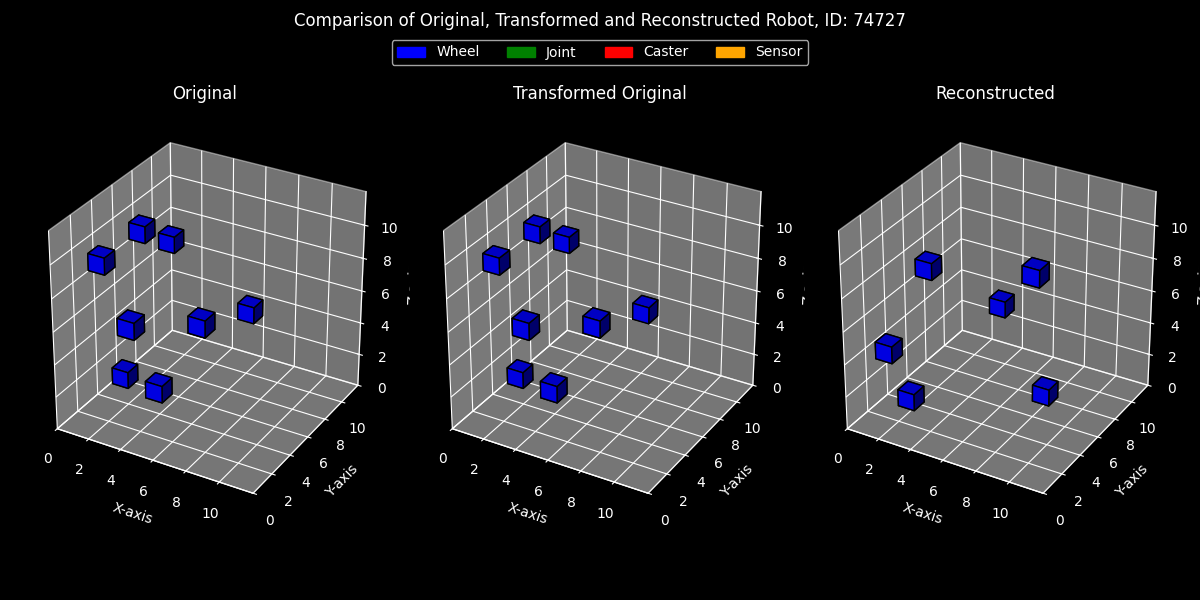 Comparison of Original, Transformed and Reconstructed Robot, ID: 74727
Wheel Joint Caster Sensor
Original Transformed Original Reconstructed
10 10 10
8 8 8
6 6 6
4 4 4
2 2 2
0 0 0
10 10 10
8 8 8
6 6 6
4 4 4
2 2 2
0 0 0
0 2 4 6 8 10 0 2 4 6 8 10 0 2 4 6 8 10
X-axis Y-axis X-axis Y-axis X-axis Y-axis